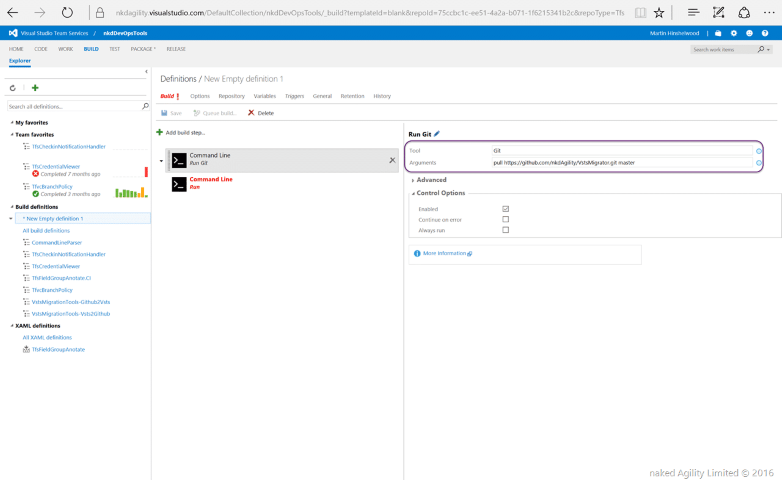 nkdagility.visualstudio.com/DefaultCollection/nkdDevOpsTools/_build?templateId=blank&repoId=75ccbc1c-ee51-4a2a-b071-1f6215341b2c&repoType=Tfs
Visual Studio Team Services / nkdDevOpsTools
Martin Hinshelwood
HOME CODE WORK BUILD TEST PACKAGE* RELEASE
Search work items
Explorer
Definitions / New Empty definition 1
Build ! Options Repository Variables Triggers General Retention History
Search all definitions...
Save Queue build... Delete
My favorites
Team favorites
TfsCheckinNotificationHandler
TfsCredentialViewer
Completed 7 months ago
TfvcBranchPolicy
Completed 3 months ago
Build definitions
* New Empty definition 1
All build definitions
CommandLineParser
TfsCheckinNotificationHandler
TfsCredentialViewer
TfsFieldGroupAnotate.CI
TfvcBranchPolicy
VstsMigrationTools-Github2Vsts
VstsMigrationTools-Vsts2Github
XAML definitions
All XAML definitions
TfsFieldGroupAnotate
Add build step...
Command Line
Run Git
Command Line
Run
Run Git
Tool Git
Arguments pull https://github.com/nkdAgility/VstsMigrator.git master
Advanced
Control Options
Enabled
Continue on error
Always run
More Information
naked Agility Limited © 2016